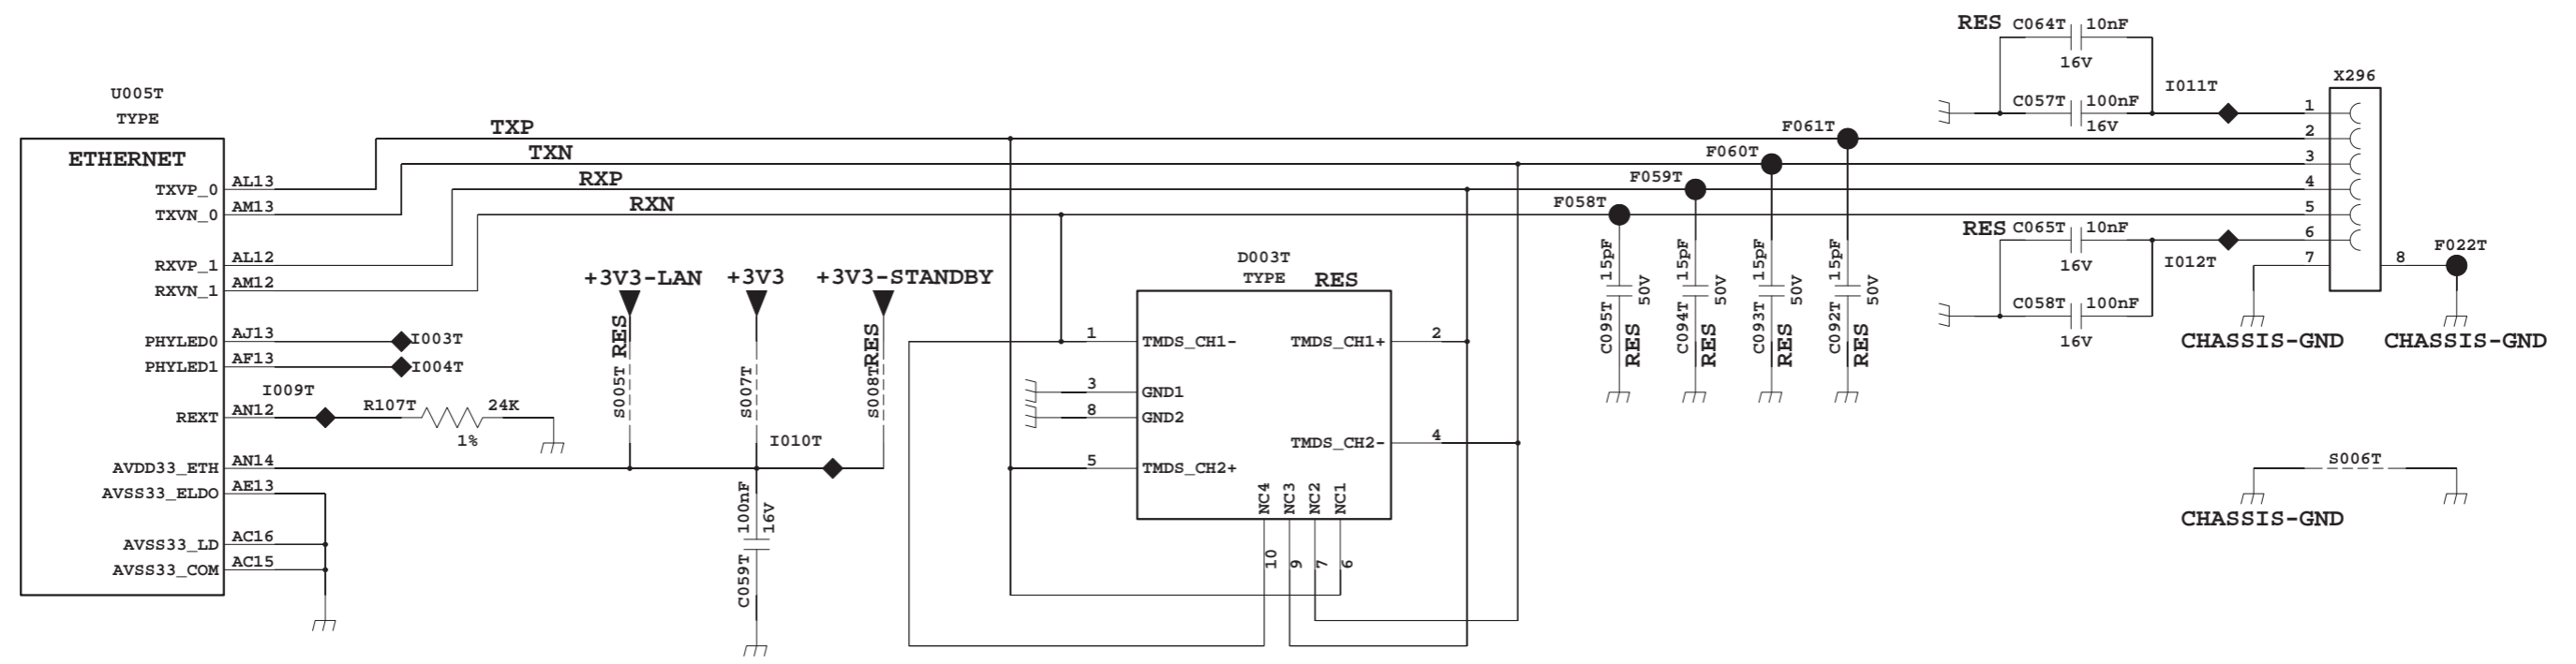 RES C064T 10nF
16V
C057T 100nF
16V
I011T
X296
1
2
3
4
5
6
7
8
U005T
TYPE
ETHERNET
TXVP_0 AL13
TXVN_0 AM13
RXVP_1 AL12
RXVN_1 AM12
PHYLED0 AJ13
I003T
PHYLED1 AF13
I004T
I009T
REXT AN12
R107T 24K
1%
AVDD33_ETH AN14
AVSS33_ELDO AE13
AVSS33_LD AC16
AVSS33_COM AC15
TXP
TXN
RXP
RXN
+3V3-LAN +3V3 +3V3-STANDBY
S005T RES
S007T
S008T RES
I010T
C059T 100nF
16V
D003T
TYPE RES
1 TMDS_CH1- TMDS_CH1+ 2
3 GND1
8 GND2
TMDS_CH2- 4
5 TMDS_CH2+
NC4 NC3 NC2 NC1
10 9 7 6
F061T
F060T
F059T
F058T
C095T 15pF
50V
RES
C094T 15pF
50V
RES
C093T 15pF
50V
RES
C092T 15pF
50V
RES
RES C065T 10nF
16V
I012T
C058T 100nF
16V
F022T
CHASSIS-GND CHASSIS-GND
S006T
CHASSIS-GND